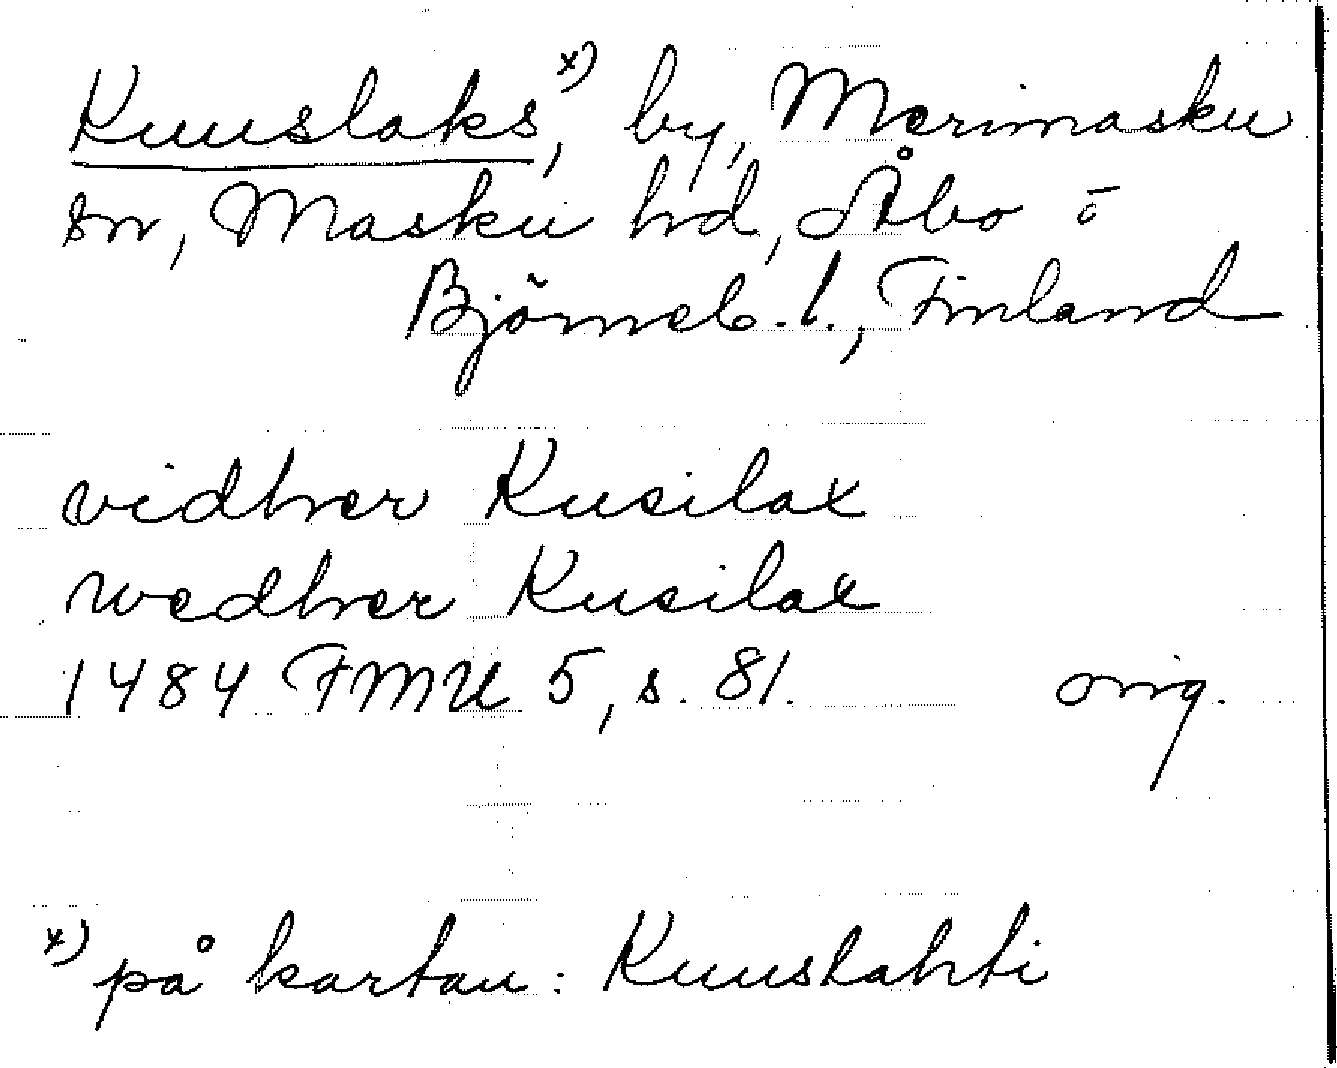 Kuuslaks,x) by, Merimasku
sn, Masku hd, Åbo o
Björneb. l., Finland
vidher Kusilax
wedher Kusilax
1484 FMU 5, s. 81. orig.
x) på kartan: Kuuslahti